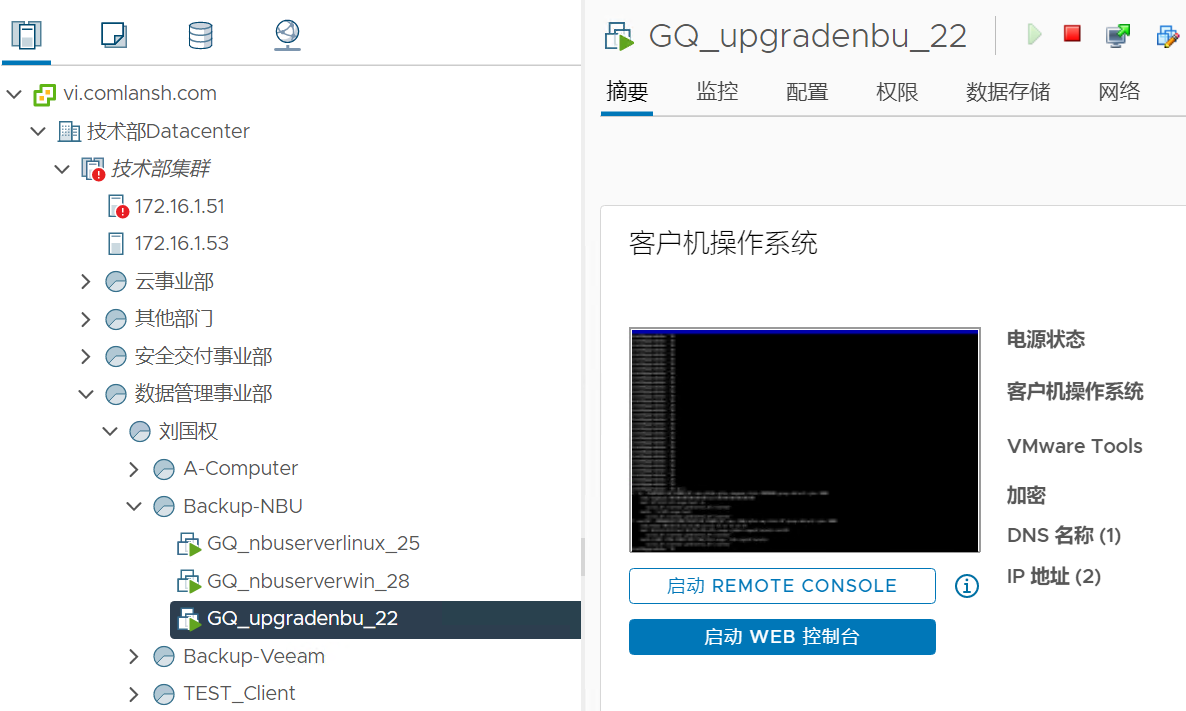 vi.comlansh.com
技术部Datacenter
技术部集群
172.16.1.51
172.16.1.53
云事业部
其他部门
安全交付事业部
数据管理事业部
刘国权
A-Computer
Backup-NBU
GQ_nbuserverlinux_25
GQ_nbuserverwin_28
GQ_upgradenbu_22
Backup-Veeam
TEST_Client
GQ_upgradenbu_22
摘要 监控 配置 权限 数据存储 网络
客户机操作系统
电源状态
客户机操作系统
VMware Tools
加密
DNS 名称 (1)
IP 地址 (2)
启动 REMOTE CONSOLE
启动 WEB 控制台